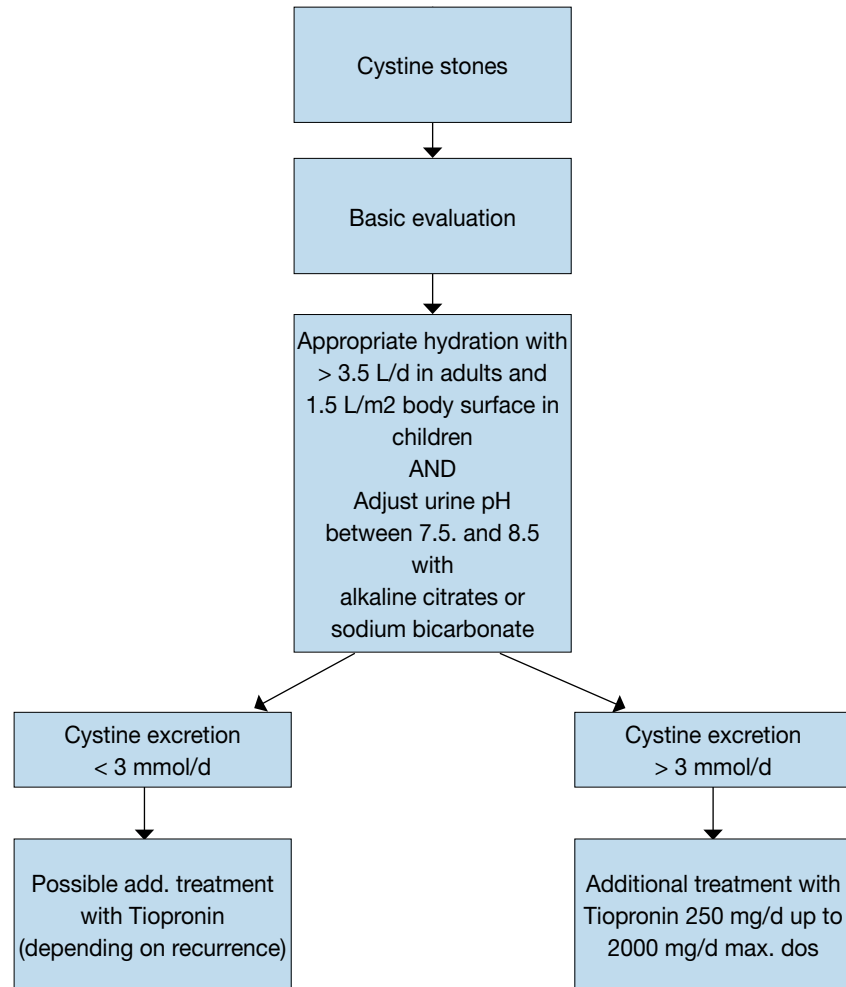 Cystine stones
Basic evaluation
Appropriate hydration with
> 3.5 L/d in adults and
1.5 L/m2 body surface in
children
AND
Adjust urine pH
between 7.5. and 8.5
with
alkaline citrates or
sodium bicarbonate
Cystine excretion
< 3 mmol/d
Cystine excretion
> 3 mmol/d
Possible add. treatment
with Tiopronin
(depending on recurrence)
Additional treatment with
Tiopronin 250 mg/d up to
2000 mg/d max. dos